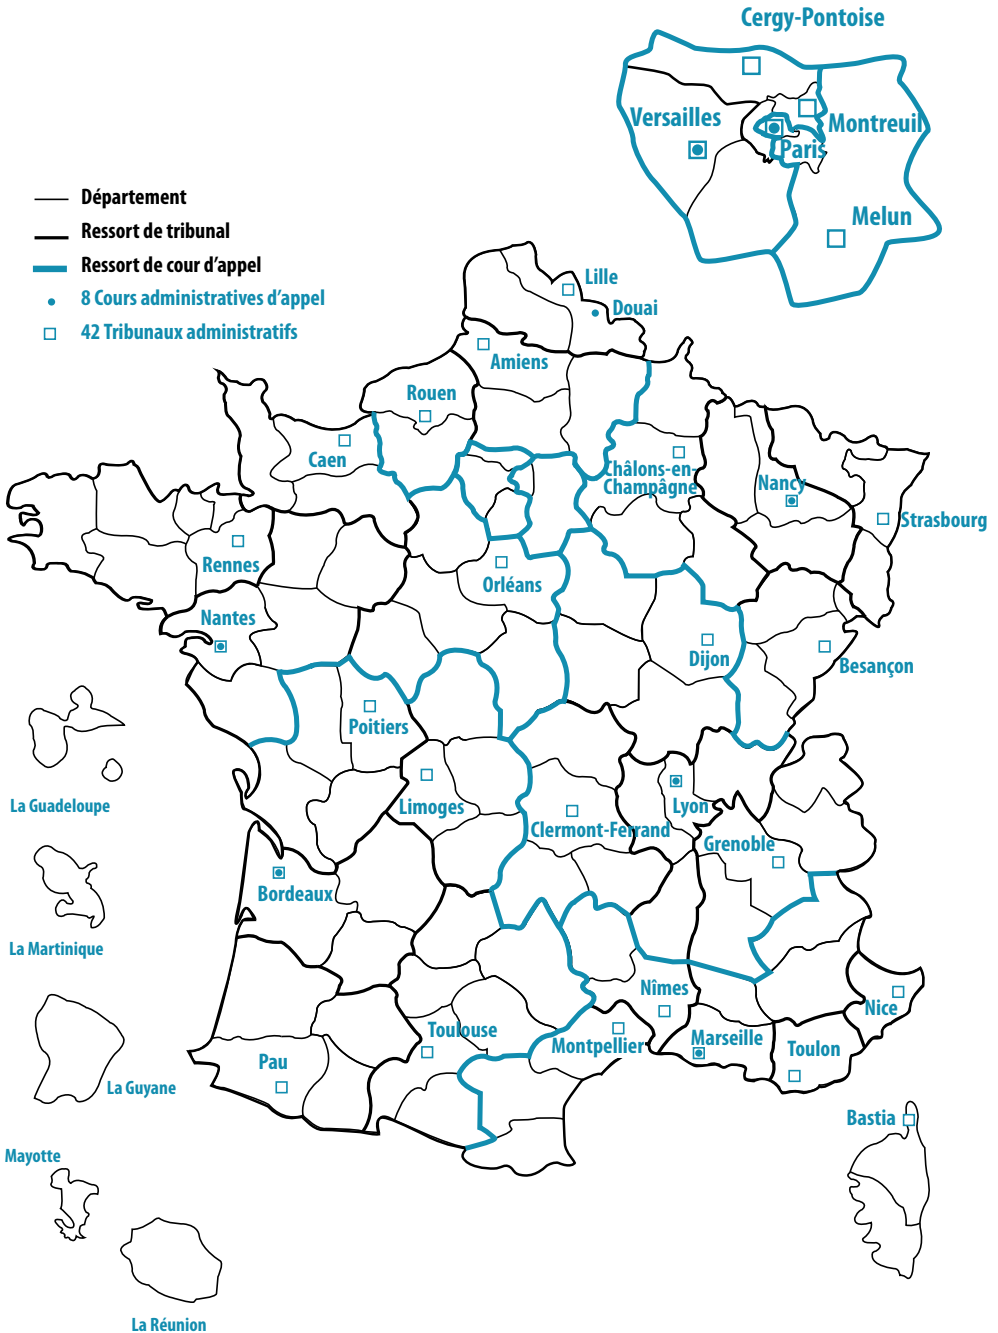 Cergy-Pontoise
Versailles
Montreuil
Paris
Melun
Département
Ressort de tribunal
Ressort de cour d'appel
8 Cours administratives d'appel
42 Tribunaux administratifs
Lille
Douai
Amiens
Rouen
Caen
Châlons-en-
Champâgne
Nancy
Strasbourg
Rennes
Orléans
Nantes
Dijon
Besançon
Poitiers
La Guadeloupe
Limoges
Lyon
Clermont-Ferrand
Grenoble
Bordeaux
La Martinique
Nîmes
Nice
Toulouse
Montpellier
Marseille
Toulon
Pau
La Guyane
Bastia
Mayotte
La Réunion